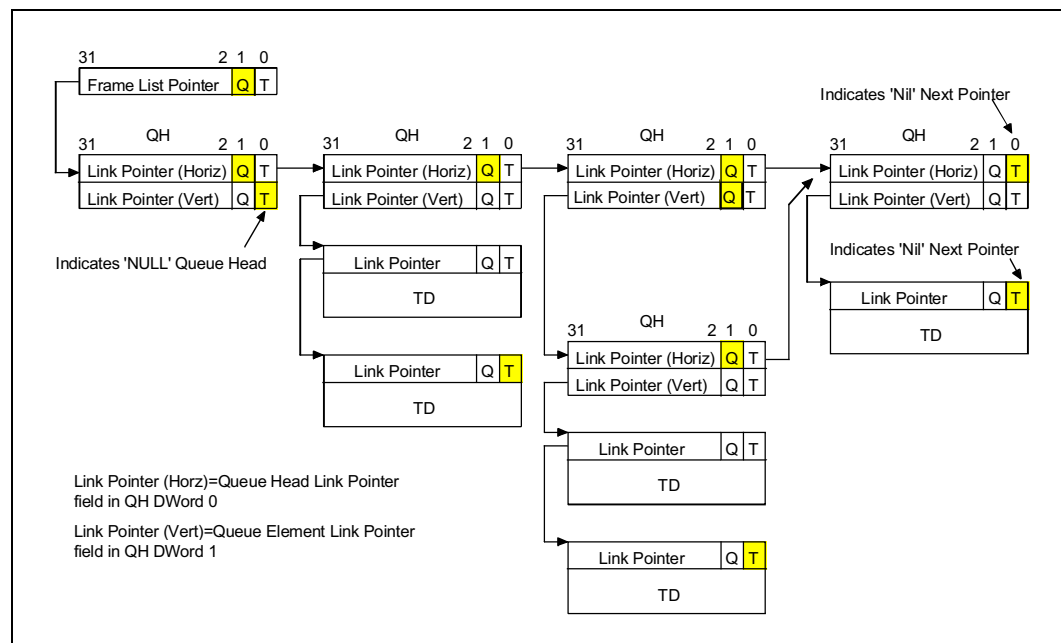 31 2 1 0
Frame List Pointer Q T
Indicates 'Nil' Next Pointer
QH QH QH QH
31 2 1 0 31 2 1 0 31 2 1 0 31 2 1 0
Link Pointer (Horiz) Q T Link Pointer (Horiz) Q T Link Pointer (Horiz) Q T Link Pointer (Horiz) Q T
Link Pointer (Vert) Q T Link Pointer (Vert) Q T Link Pointer (Vert) Q T Link Pointer (Vert) Q T
Indicates 'NULL' Queue Head
Link Pointer Q T
TD
Indicates 'Nil' Next Pointer
Link Pointer Q T
TD
QH
31 2 1 0
Link Pointer (Horiz) Q T
Link Pointer (Vert) Q T
Link Pointer Q T
TD
Link Pointer Q T
TD
Link Pointer Q T
TD
Link Pointer (Horz)=Queue Head Link Pointer
field in QH DWord 0
Link Pointer (Vert)=Queue Element Link Pointer
field in QH DWord 1